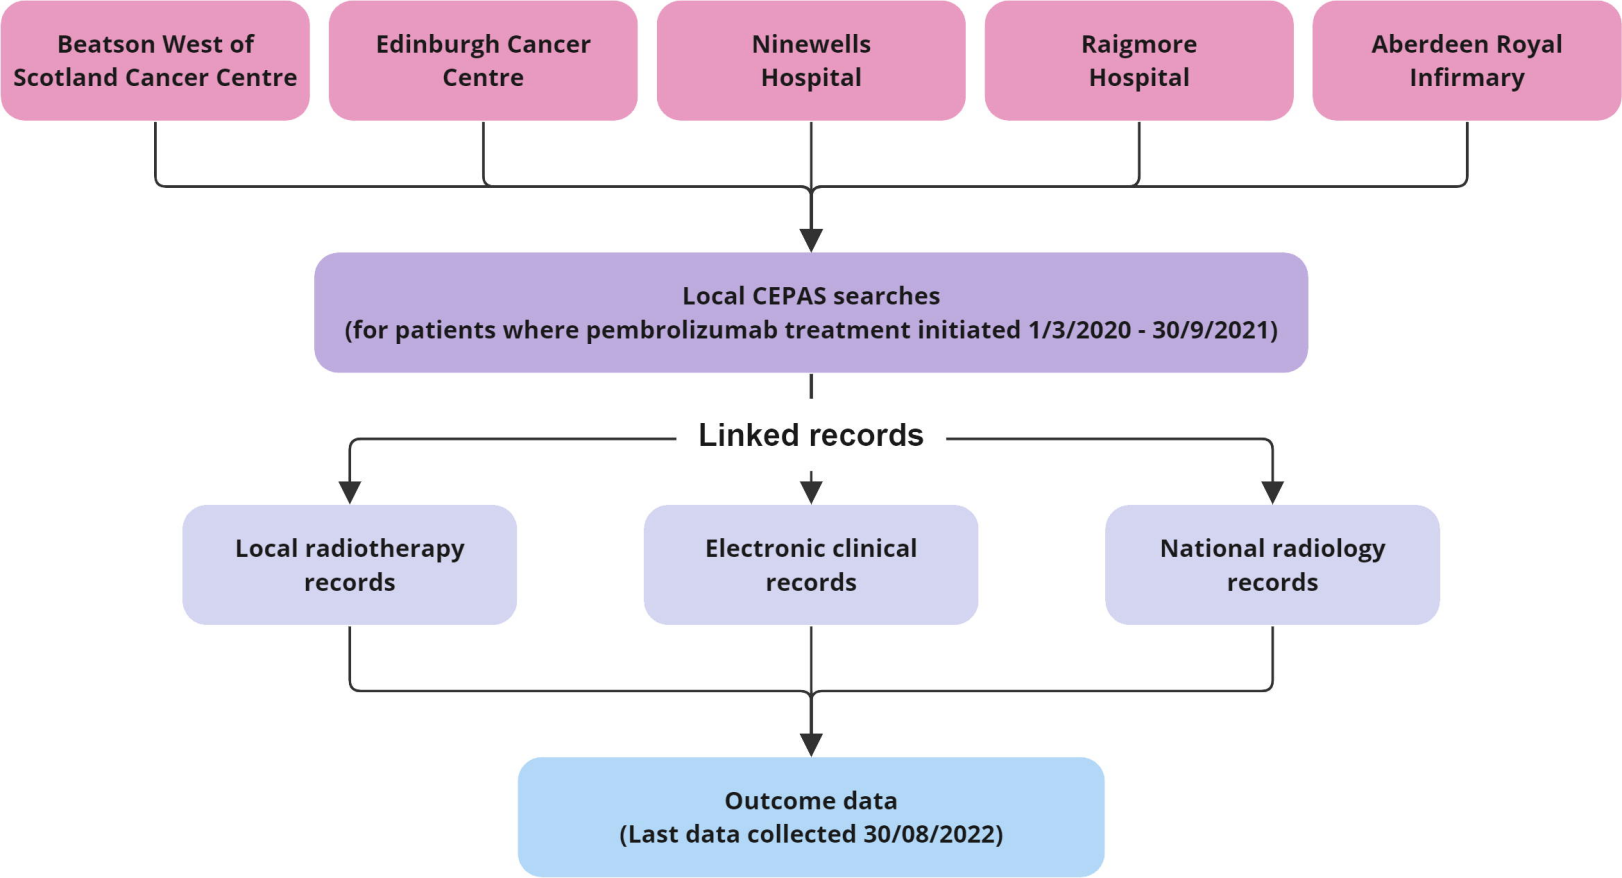 Beatson West of
Scotland Cancer Centre
Edinburgh Cancer
Centre
Ninewells
Hospital
Raigmore
Hospital
Aberdeen Royal
Infirmary
Local CEPAS searches
(for patients where pembrolizumab treatment initiated 1/3/2020 - 30/9/2021)
Linked records
Local radiotherapy
records
Electronic clinical
records
National radiology
records
Outcome data
(Last data collected 30/08/2022)